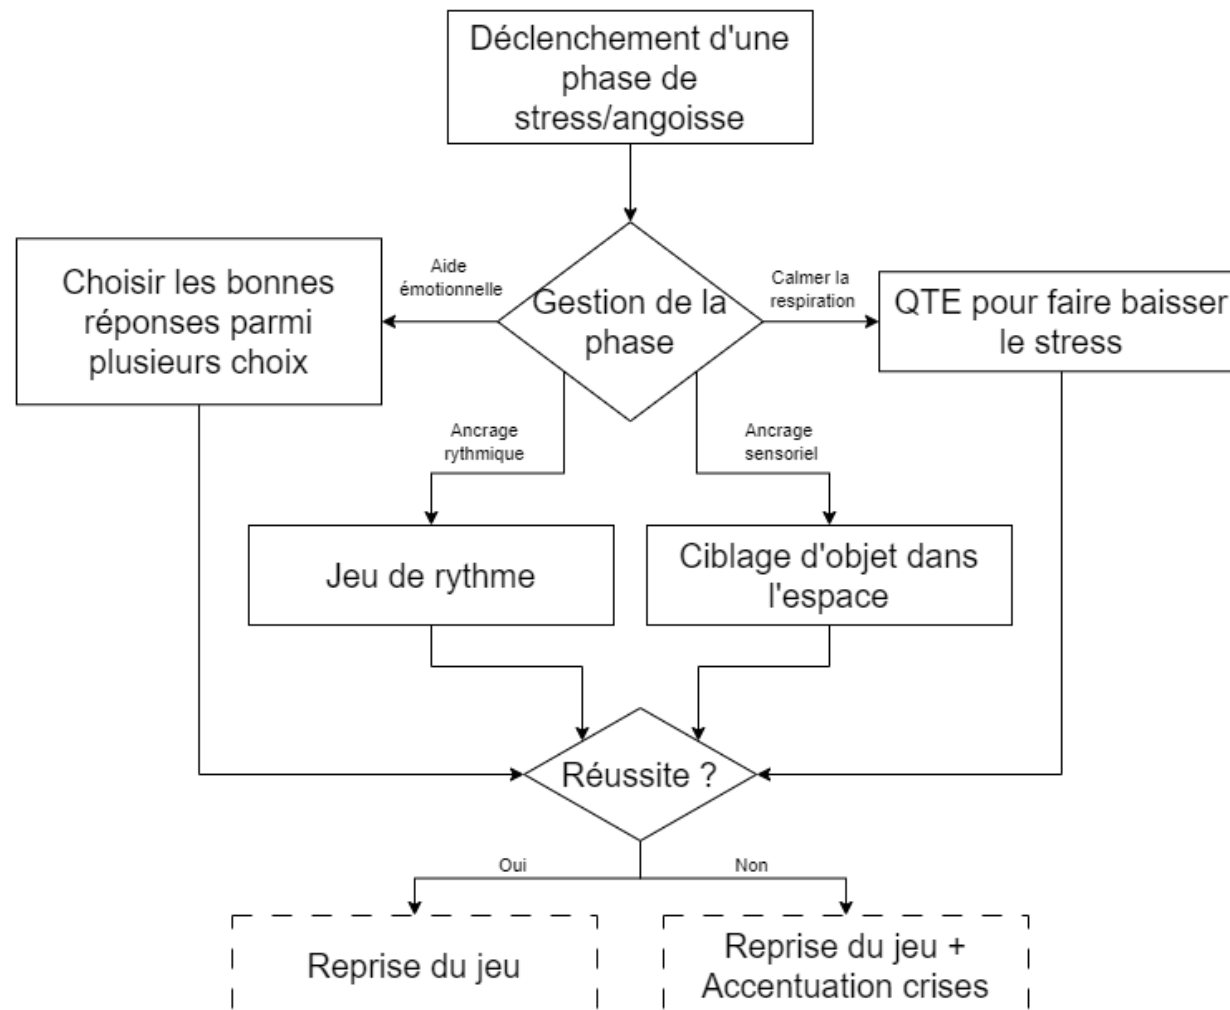 Déclenchement d'une
phase de
stress/angoisse
Aide
émotionnelle
Calmer la
respiration
Choisir les bonnes
réponses parmi
plusieurs choix
Gestion de la
phase
QTE pour faire baisser
le stress
Ancrage
rythmique
Ancrage
sensoriel
Jeu de rythme
Ciblage d'objet dans
l'espace
Réussite ?
Oui
Non
Reprise du jeu
Reprise du jeu +
Accentuation crises